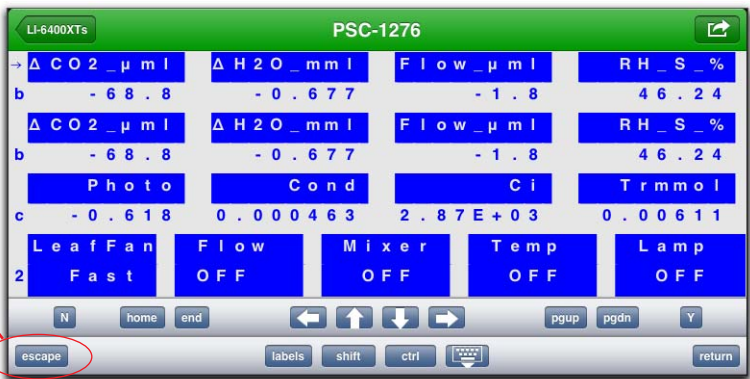 LI-6400XTs PSC-1276
→ΔCO2_µml ΔH2O_mml Flow_µml RH_S_%
b -68.8 -0.677 -1.8 46.24
ΔCO2_µml ΔH2O_mml Flow_µml RH_S_%
b -68.8 -0.677 -1.8 46.24
Photo Cond Ci Trmmol
c -0.618 0.000463 2.87E+03 0.00611
LeafFan Flow Mixer Temp Lamp
2 Fast OFF OFF OFF OFF
N home end pgup pgdn Y
escape labels shift ctrl return